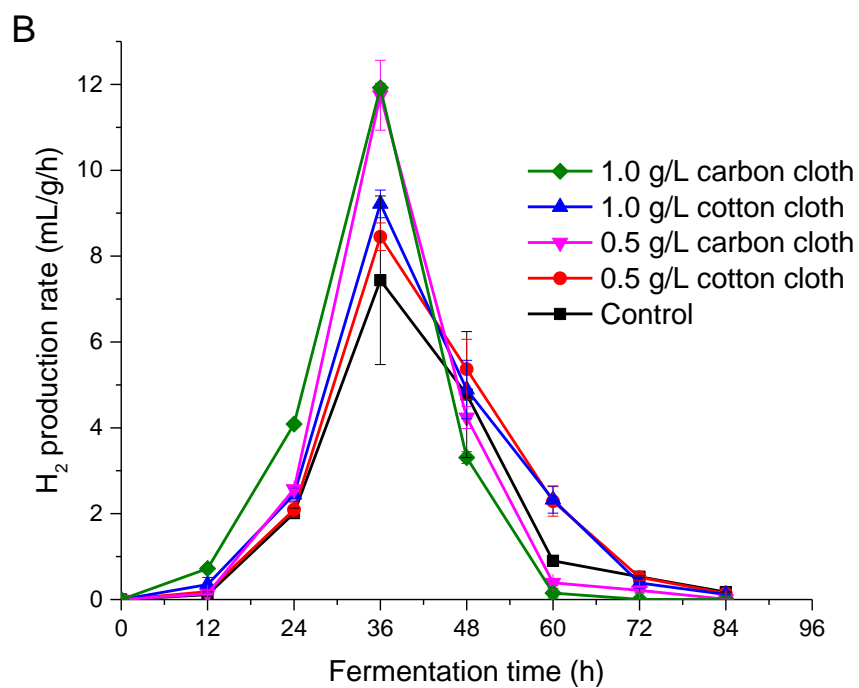 B
H2 production rate (mL/g/h)
12
10
8
6
4
2
0
1.0 g/L carbon cloth
1.0 g/L cotton cloth
0.5 g/L carbon cloth
0.5 g/L cotton cloth
Control
0 12 24 36 48 60 72 84 96
Fermentation time (h)